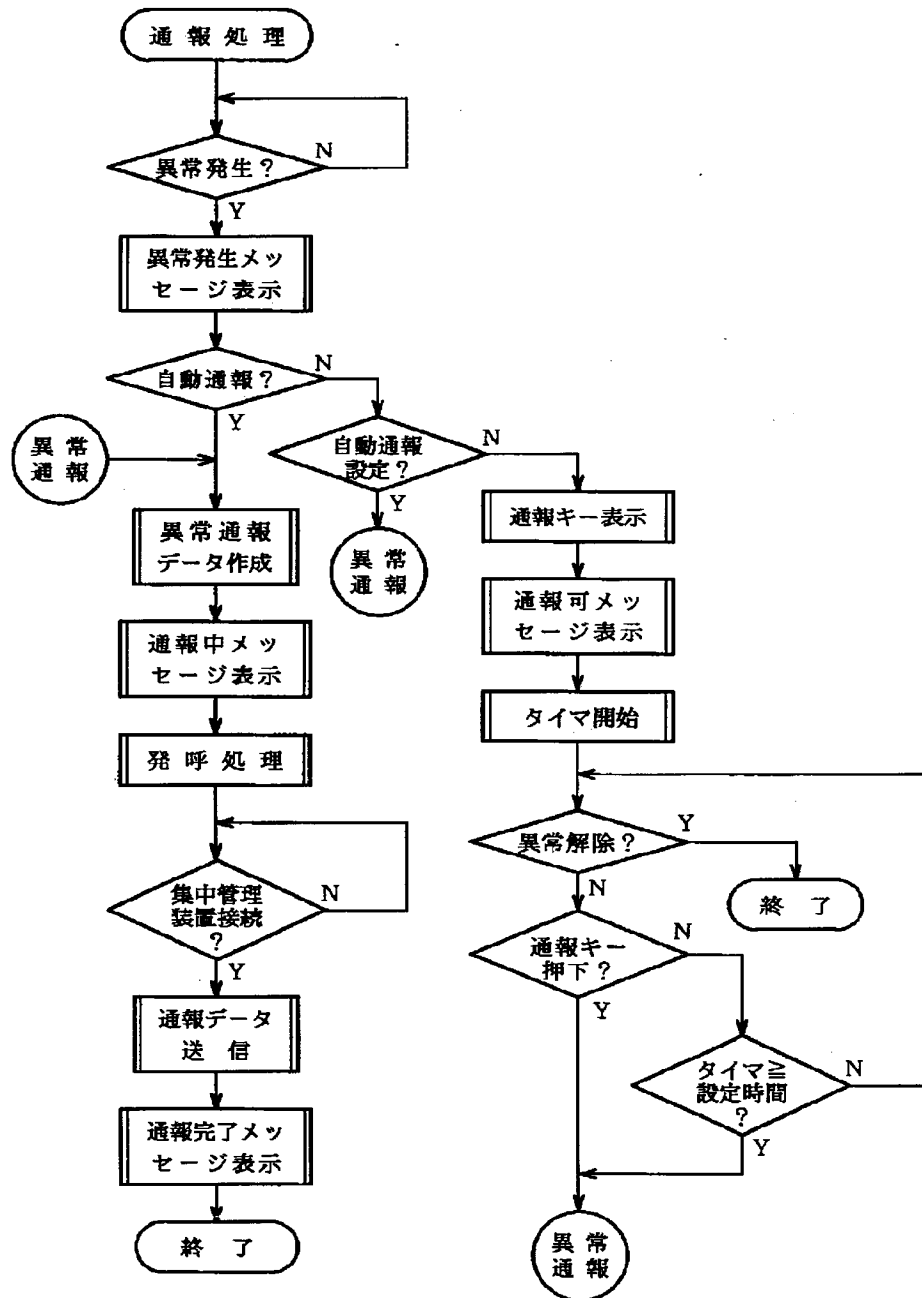 通報処理
異常発生?
N
Y
異常発生メッ
セージ表示
自動通報?
N
Y
異常
通報
自動通報
設定?
N
Y
異常
通報
異常通報
データ作成
通報中メッ
セージ表示
発呼処理
集中管理
装置接続
?
N
Y
通報データ
送信
通報完了メッ
セージ表示
終了
通報キー表示
通報可メッ
セージ表示
タイマ開始
異常解除?
Y
N
終了
通報キー
押下?
N
Y
タイマ≧
設定時間
?
N
Y
異常
通報